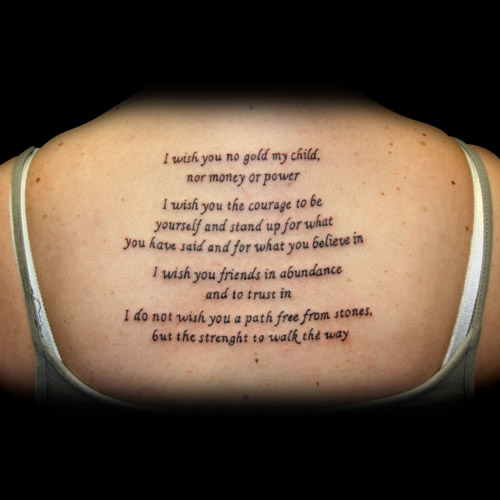 I wish you no gold my child,
nor money or power
I wish you the courage to be
yourself and stand up for what
you have said and for what you believe in
I wish you friends in abundance
and to trust in
I do not wish you a path free from stones,
but the strenght to walk the way